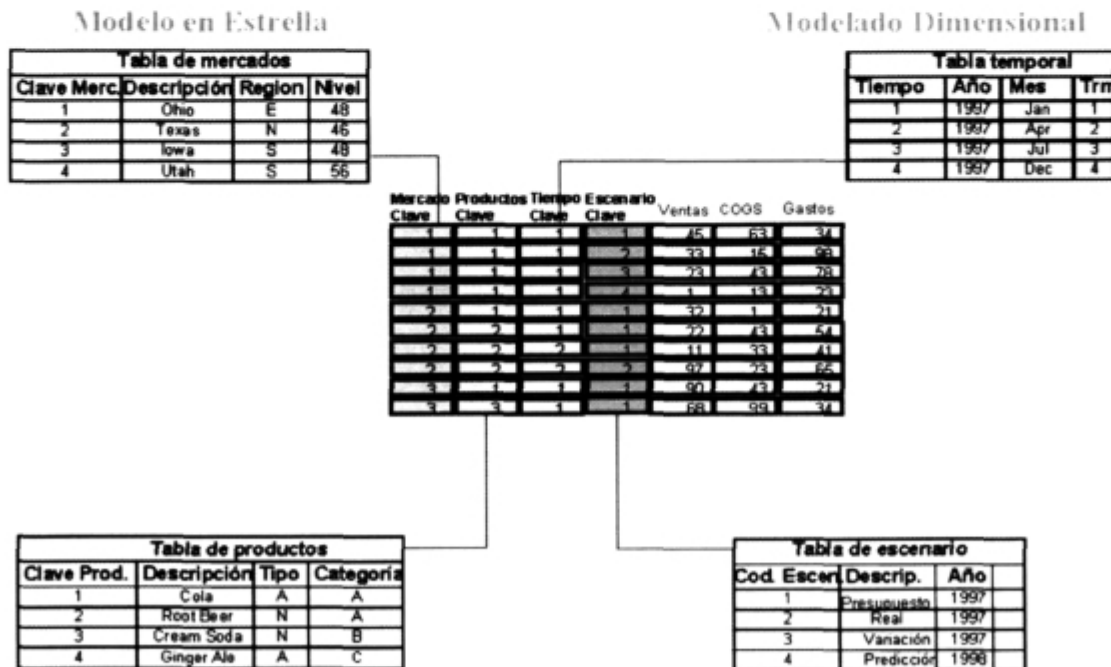 Modelo en Estrella
Modelado Dimensional
Tabla de mercados
Clave Merc. Descripción Region Nivel
1 Ohio E 48
2 Texas N 46
3 Iowa S 48
4 Utah S 56
Tabla temporal
Tiempo Año Mes Trm
1 1997 Jan 1
2 1997 Apr 2
3 1997 Jul 3
4 1997 Dec 4
Mercado Productos Tiempo Escenario
Clave Clave Clave Clave Ventas COGS Gastos
1 1 1 1 45 63 34
1 1 1 2 33 15 98
1 1 1 3 23 43 78
1 1 1 4 1 13 23
2 1 1 1 32 1 21
2 2 1 1 22 43 54
2 2 2 1 11 33 41
2 2 2 2 97 23 65
3 1 1 1 90 43 21
3 3 1 1 68 99 34
Tabla de productos
Clave Prod. Descripción Tipo Categoría
1 Cola A A
2 Root Beer N A
3 Cream Soda N B
4 Ginger Ale A C
Tabla de escenario
Cod. Escen Descrip. Año
1 Presupuesto 1997
2 Real 1997
3 Variación 1997
4 Predicción 1998